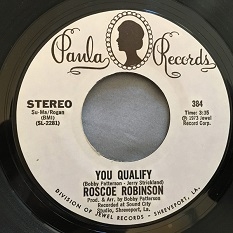 Paula Records
STEREO
Su-Ma/Rogan
(BMI)
(SL-2281)
384
Time: 3:35
℗ 1973 Jewel
Record Corp.
YOU QUALIFY
(Bobby Patterson - Jerry Strickland)
ROSCOE ROBINSON
Prod. & Arr. by Bobby Patterson
Recorded at Sound City
Studio, Shreveport, La.
DIVISION OF JEWEL RECORDS - SHREVEPORT, LA.